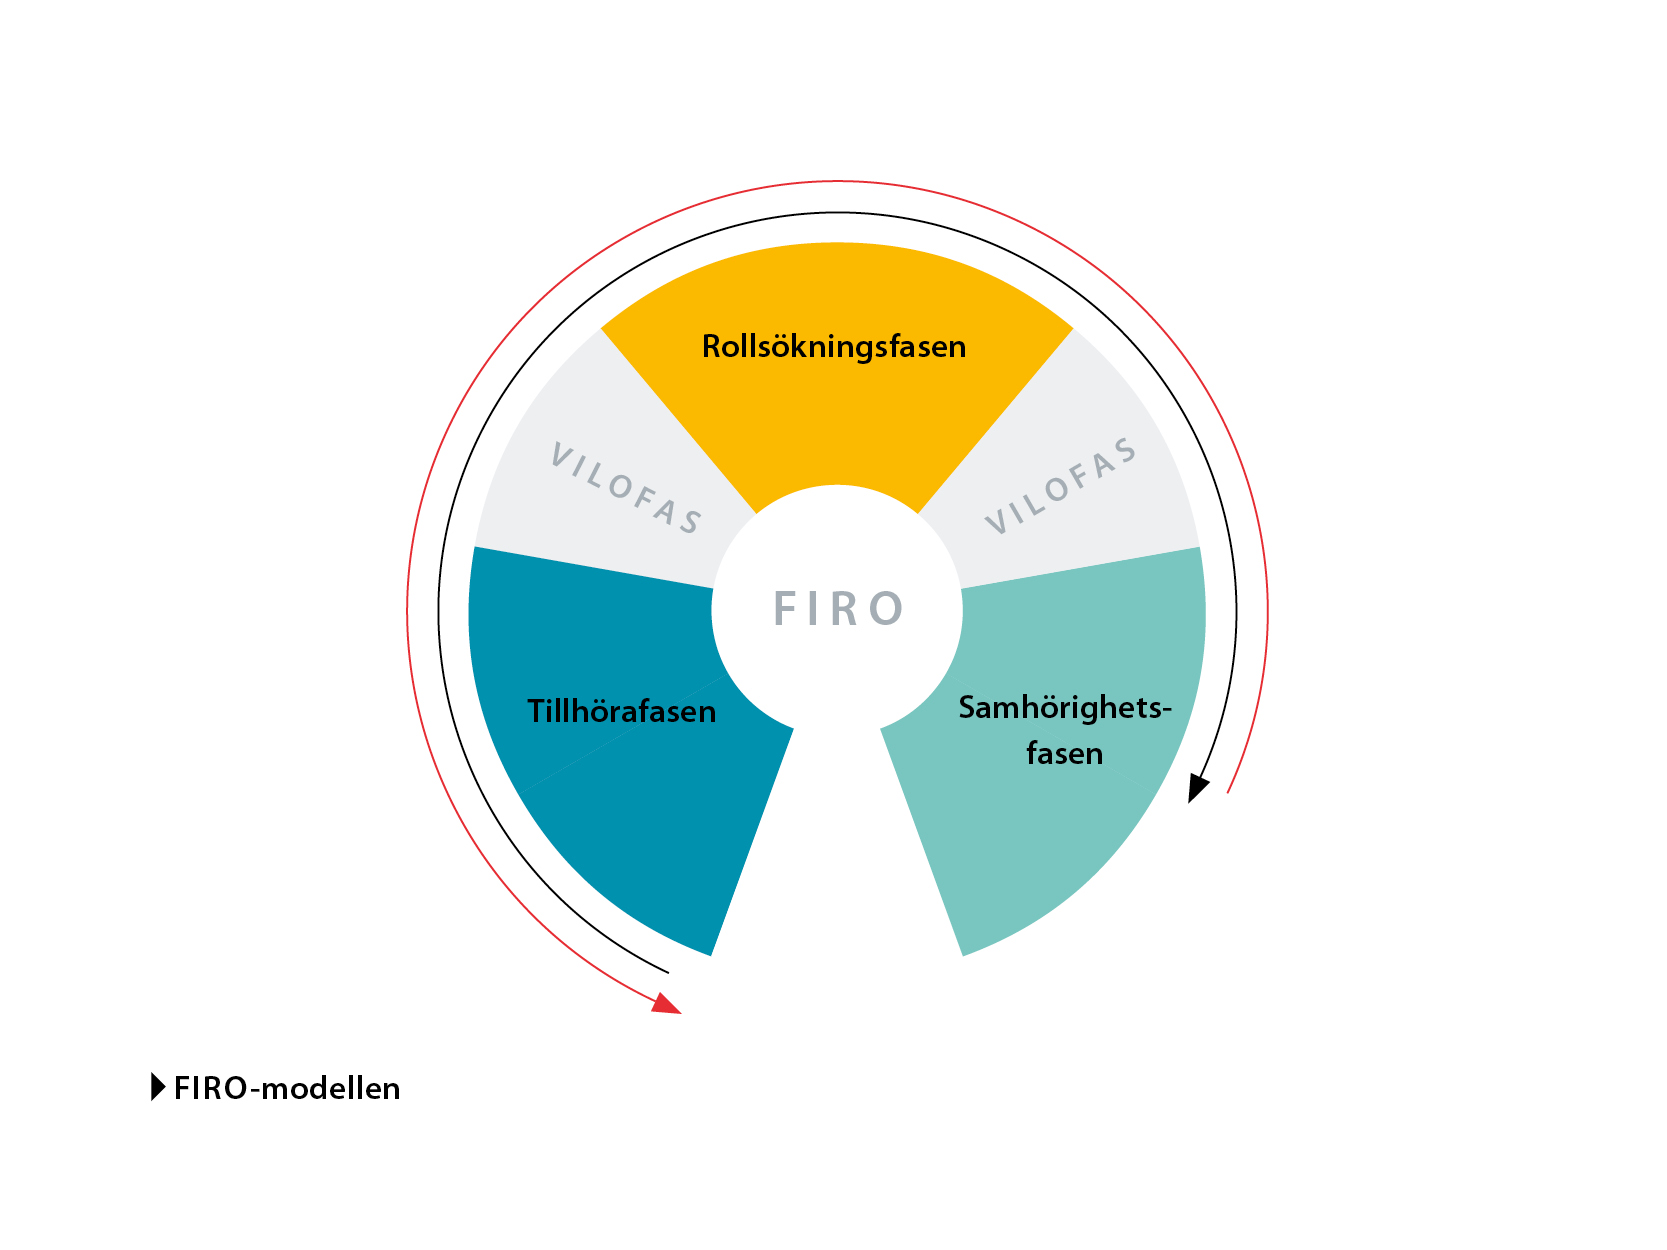 Rollsökningsfasen
VILOFAS
VILOFAS
FIRO
Tillhörafasen
Samhörighets-
fasen
FIRO-modellen